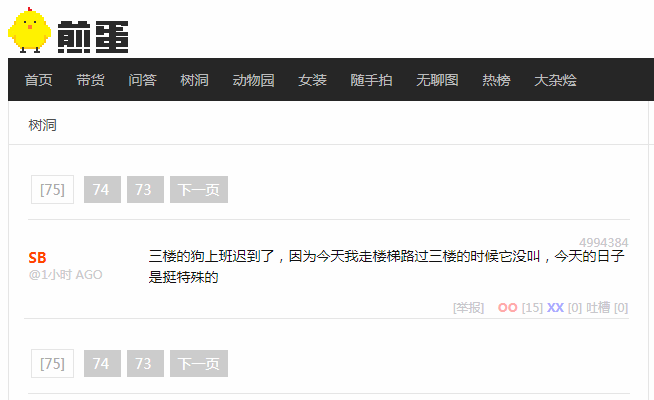 煎蛋
首页 带货 问答 树洞 动物园 女装 随手拍 无聊图 热榜 大杂烩
树洞
[75] 74 73 下一页
4994384
SB 三楼的狗上班迟到了，因为今天我走楼梯路过三楼的时候它没叫，今天的日子
@1小时 AGO 是挺特殊的
[举报] OO [15] XX [0] 吐槽 [0]
[75] 74 73 下一页